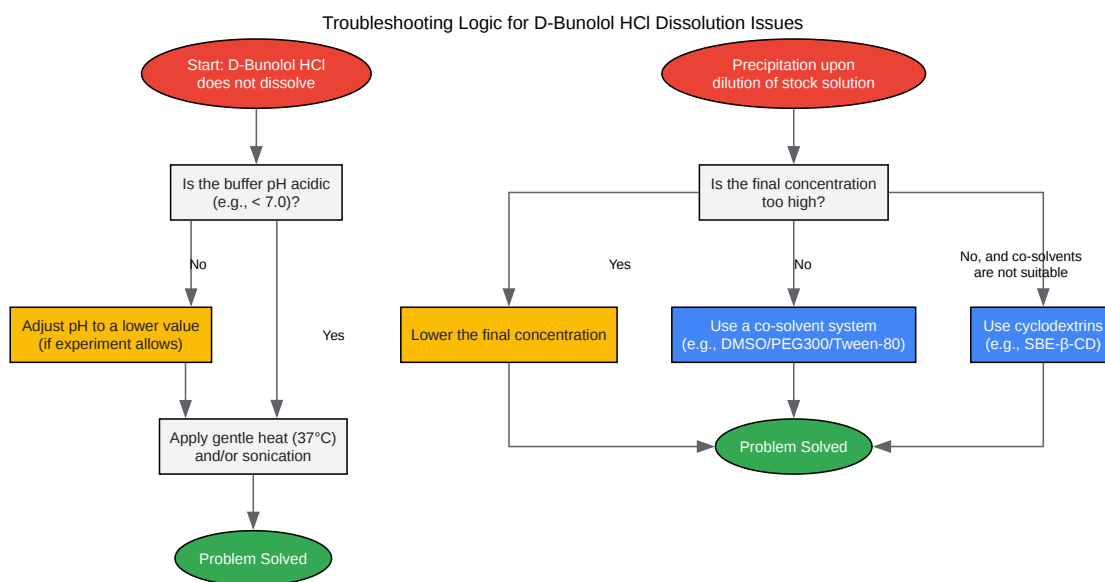 Troubleshooting Logic for D-Bunolol HCl Dissolution Issues
Start: D-Bunolol HCl
does not dissolve
Is the buffer pH acidic
(e.g., < 7.0)?
No
Yes
Adjust pH to a lower value
(if experiment allows)
Apply gentle heat (37°C)
and/or sonication
Problem Solved
Precipitation upon
dilution of stock solution
Is the final concentration
too high?
Yes
No
No, and co-solvents
are not suitable
Lower the final concentration
Use a co-solvent system
(e.g., DMSO/PEG300/Tween-80)
Use cyclodextrins
(e.g., SBE-β-CD)
Problem Solved